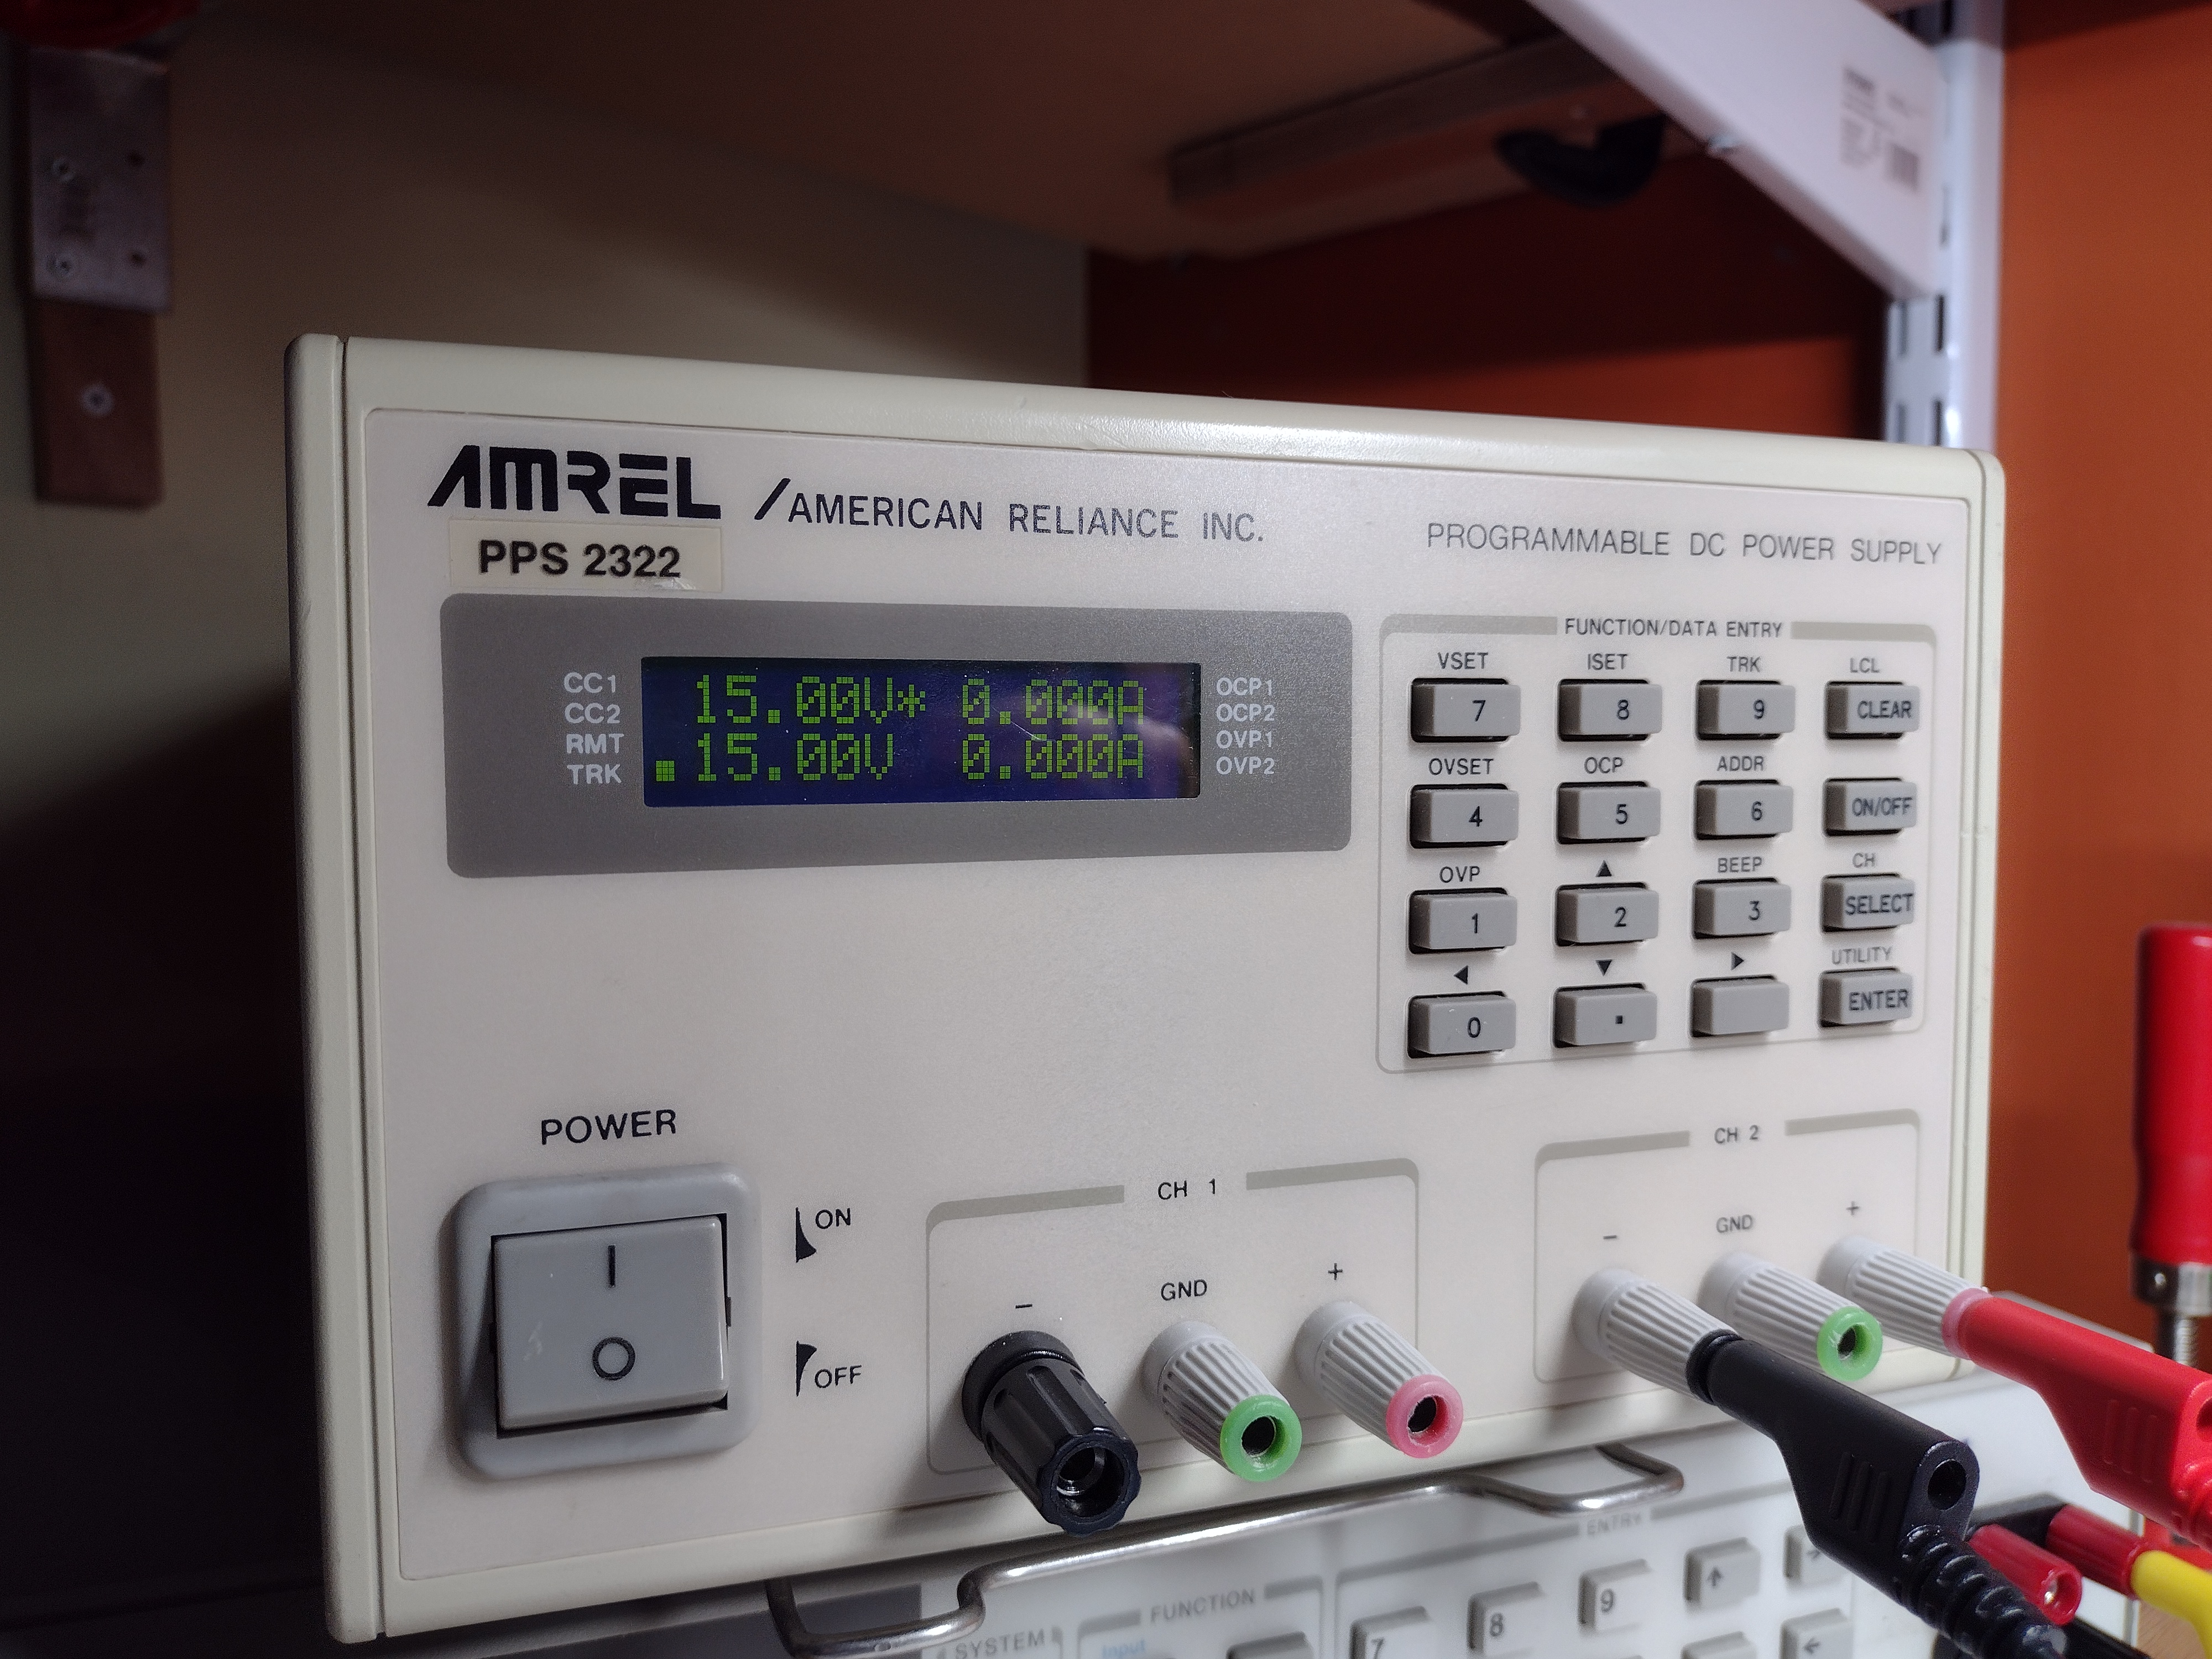 AMREL /AMERICAN RELIANCE INC.
PPS 2322
PROGRAMMABLE DC POWER SUPPLY
CC1
CC2
RMT
TRK
15.00V* 0.000A
15.00V 0.000A
OCP1
OCP2
OVP1
OVP2
FUNCTION/DATA ENTRY
VSET ISET TRK LCL
7 8 9 CLEAR
OVSET OCP ADDR
4 5 6 ON/OFF
OVP ▲ BEEP CH
1 2 3 SELECT
◀ ▼ ▶ UTILITY
0 . ENTER
POWER
I
O
ON
OFF
CH 1
− GND +
CH 2
− GND +
ENTRY
FUNCTION
SYSTEM
Input
7 8 9 ↑
←